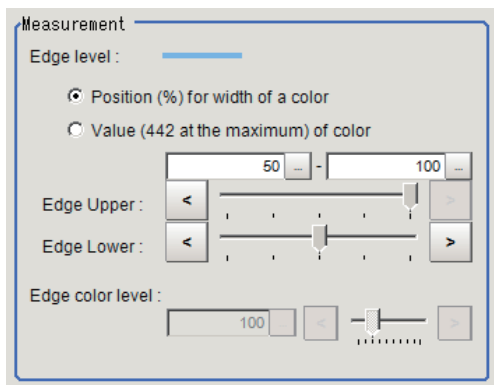 Measurement
Edge level :
Position (%) for width of a color
Value (442 at the maximum) of color
50 ... - 100 ...
Edge Upper : < >
Edge Lower : < >
Edge color level :
100 ... < >